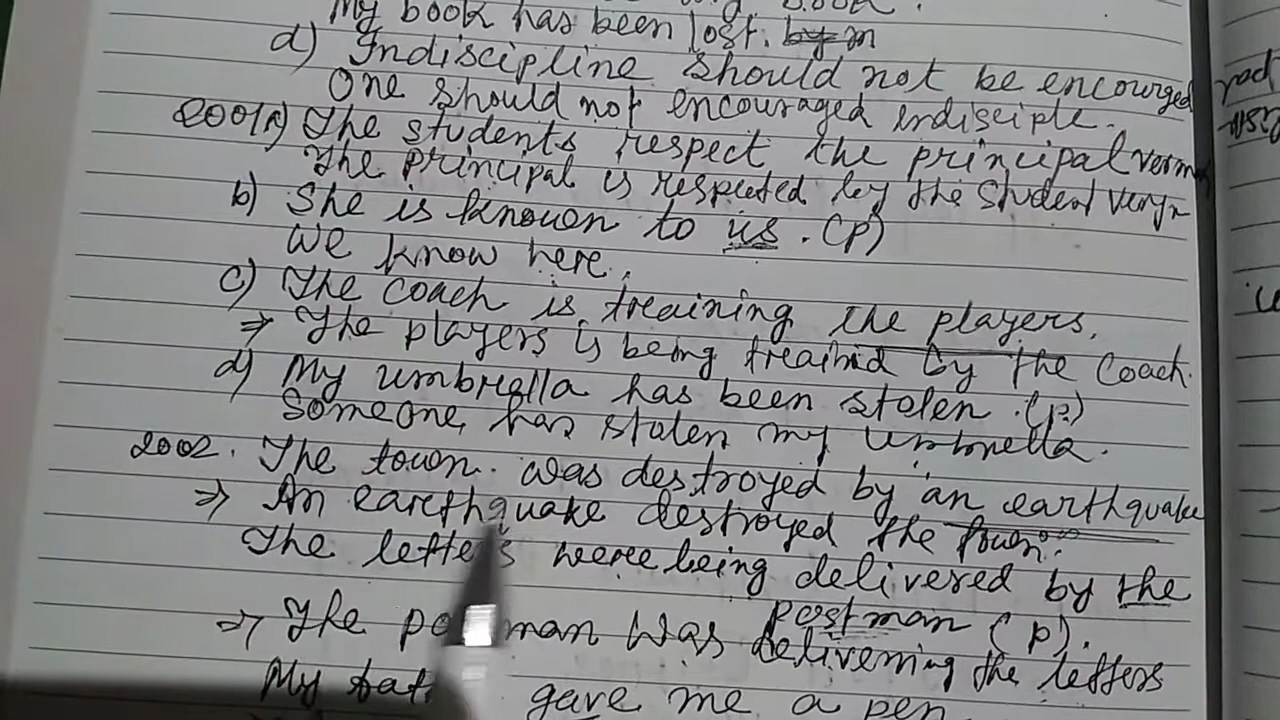 My book has been lost. by m
d) Indiscipline should not be encourged
One should not encouraged indisciple.
2001 a) The students respect the principal verm
The principal is respected by the student very
b) She is known to us. (P)
We know here.
c) The coach is training the players.
⇒ The players is being trained by the coach.
d) My umbrella has been stolen. (P)
Someone has stolen my umbrella.
2002. The town. was destroyed by an earthquake
⇒ An earthquake destroyed the town.
The letters were being delivered by the
postman (P).
⇒ The man was delivering the letters
My gave me a pen